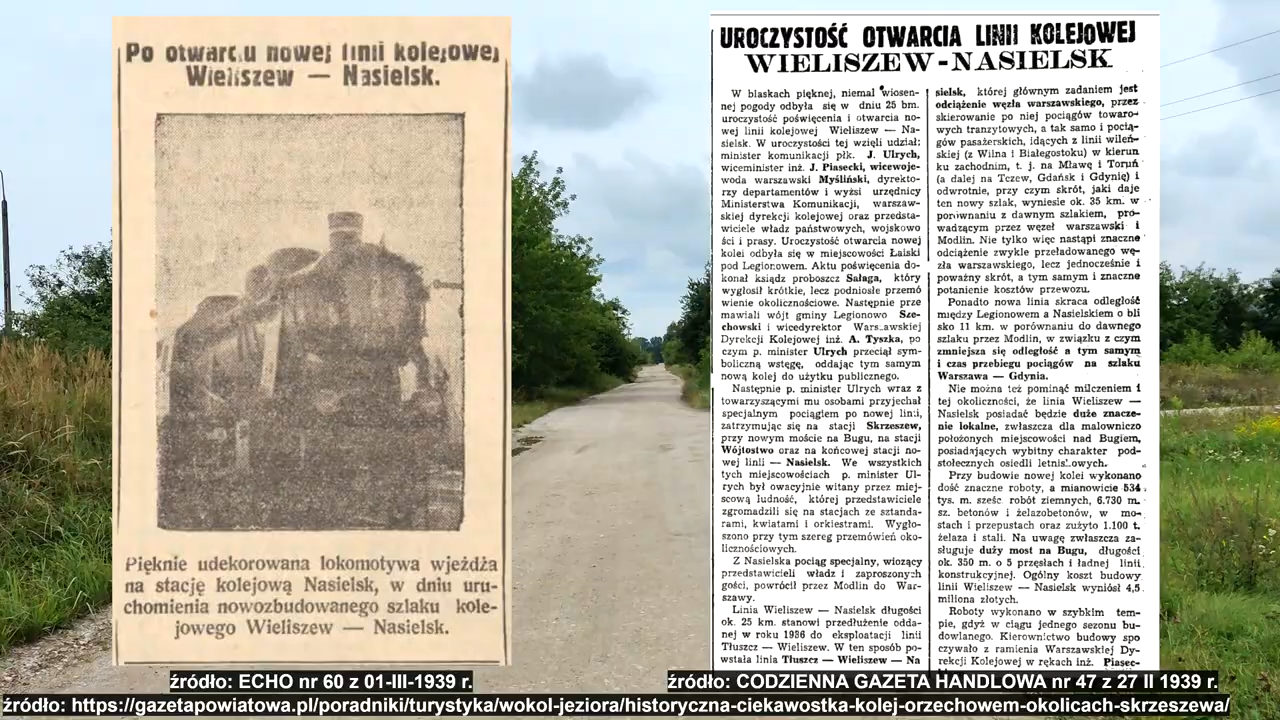 Po otwarciu nowej linii kolejowej
Wieliszew — Nasielsk.
Pięknie udekorowana lokomotywa wjeżdża
na stację kolejową Nasielsk, w dniu uru-
chomienia nowozbudowanego szlaku kole-
jowego Wieliszew — Nasielsk.
UROCZYSTOŚĆ OTWARCIA LINII KOLEJOWEJ
WIELISZEW-NASIELSK
W blaskach pięknej, niemal wiosen-
nej pogody odbyła się w dniu 25 bm.
uroczystość poświęcenia i otwarcia no-
wej linii kolejowej Wieliszew — Na-
sielsk. W uroczystości tej wzięli udział:
minister komunikacji płk. J. Ulrych,
wiceminister inż. J. Piasecki, wicewoje-
woda warszawski Myśliński, dyrekto-
rzy departamentów i wyżsi urzędnicy
Ministerstwa Komunikacji, warszaw-
skiej dyrekcji kolejowej oraz przedsta-
wiciele władz państwowych, wojskowo
ści i prasy. Uroczystość otwarcia nowej
kolei odbyła się w miejscowości Łajski
pod Legionowem. Aktu poświęcenia do-
konał ksiądz proboszcz Sałaga, który
wygłosił krótkie, lecz podniosłe przemó
wienie okolicznościowe. Następnie prze
mawiali wójt gminy Legionowo Sze-
chowski i wicedyrektor Warszawskiej
Dyrekcji Kolejowej inż. A. Tyszka, po
czym p. minister Ulrych przeciął sym-
boliczną wstęgę, oddając tym samym
nową kolej do użytku publicznego.
Następnie p. minister Ulrych wraz z
towarzyszącymi mu osobami przyjechał
specjalnym pociągiem po nowej linii,
zatrzymując się na stacji Skrzeszew,
przy nowym moście na Bugu, na stacji
Wójtostwo oraz na końcowej stacji no-
wej linii — Nasielsk. We wszystkich
tych miejscowościach p. minister Ul-
rych był owacyjnie witany przez miej-
scową ludność, której przedstawiciele
zgromadzili się na stacjach ze sztanda-
rami, kwiatami i orkiestrami. Wygło-
szono przy tym szereg przemówień oko-
licznościowych.
Z Nasielska pociąg specjalny, wiozący
przedstawicieli władz i zaproszonych
gości, powrócił przez Modlin do War-
szawy.
Linia Wieliszew — Nasielsk długości
ok. 25 km. stanowi przedłużenie odda-
nej w roku 1936 do eksploatacji linii
Tłuszcz — Wieliszew. W ten sposób po-
wstała linia Tłuszcz — Wieliszew — Na
sielsk, której głównym zadaniem jest
odciążenie węzła warszawskiego, przez
skierowanie po niej pociągów towaro-
wych tranzytowych, a tak samo i pocią-
gów pasażerskich, idących z linii wileń-
skiej (z Wilna i Białegostoku) w kierun
ku zachodnim, t. j. na Mławę i Toruń
(a dalej na Tczew, Gdańsk i Gdynię) i
odwrotnie, przy czym skrót, jaki daje
ten nowy szlak, wyniesie ok. 35 km. w
porównaniu z dawnym szlakiem, pro-
wadzącym przez węzeł warszawski i
Modlin. Nie tylko więc nastąpi znaczne
odciążenie zwykle przeładowanego wę-
zła warszawskiego, lecz jednocześnie i
poważny skrót, a tym samym i znaczne
potanienie kosztów przewozu.
Ponadto nowa linia skraca odległość
między Legionowem a Nasielskiem o bli
sko 11 km. w porównaniu do dawnego
szlaku przez Modlin, w związku z czym
zmniejsza się odległość a tym samym
i czas przebiegu pociągów na szlaku
Warszawa — Gdynia.
Nie można też pominąć milczeniem i
tej okoliczności, że linia Wieliszew —
Nasielsk posiadać będzie duże znacze-
nie lokalne, zwłaszcza dla malowniczo
położonych miejscowości nad Bugiem,
posiadających wybitny charakter pod-
stołecznych osiedli letniskowych.
Przy budowie nowej kolei wykonano
dość znaczne roboty, a mianowicie 534
tys. m. sześc. robót ziemnych, 6.730 m.
sz. betonów i żelazobetonów, w mo-
stach i przepustach oraz zużyto 1.100 t.
żelaza i stali. Na uwagę zwłaszcza za-
sługuje duży most na Bugu, długości
ok. 350 m. o 5 przęsłach i ładnej linii
konstrukcyjnej. Ogólny koszt budowy
linii Wieliszew — Nasielsk wyniósł 4,5
miliona złotych.
Roboty wykonano w szybkim tem-
pie, gdyż w ciągu jednego sezonu bu-
dowlanego. Kierownictwo budowy spo
czywało z ramienia Warszawskiej Dy-
rekcji Kolejowej w rękach inż. Piasec-
źródło: ECHO nr 60 z 01-III-1939 r.
źródło: CODZIENNA GAZETA HANDLOWA nr 47 z 27 II 1939 r.
źródło: https://gazetapowiatowa.pl/poradniki/turystyka/wokol-jeziora/historyczna-ciekawostka-kolej-orzechowem-okolicach-skrzeszewa/